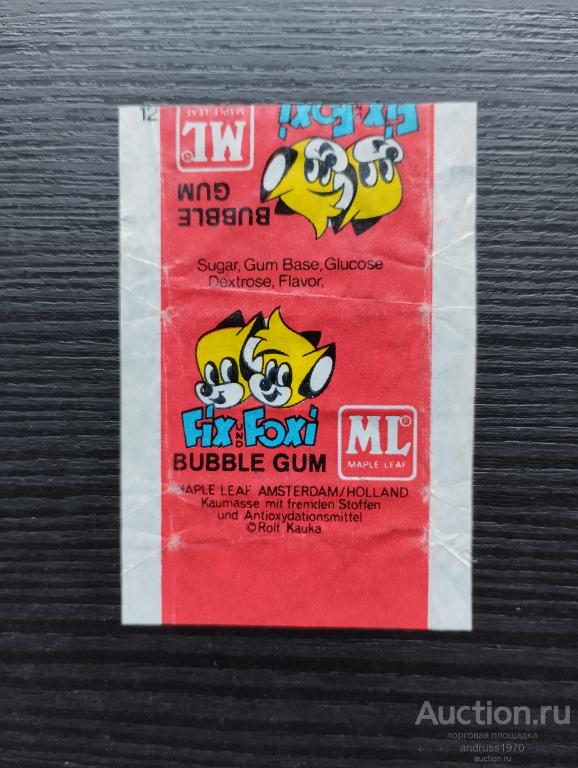 12
Fix Foxi
ML
MAPLE LEAF
BUBBLE
GUM
Sugar, Gum Base, Glucose
Dextrose, Flavor,
Fix UND Foxi
BUBBLE GUM
ML
MAPLE LEAF
MAPLE LEAF AMSTERDAM/HOLLAND
Kaumasse mit fremden Stoffen
und Antioxydationsmittel
©Rolf Kauka
Auction.ru
торговая площадка
andruss1970
auction.ru